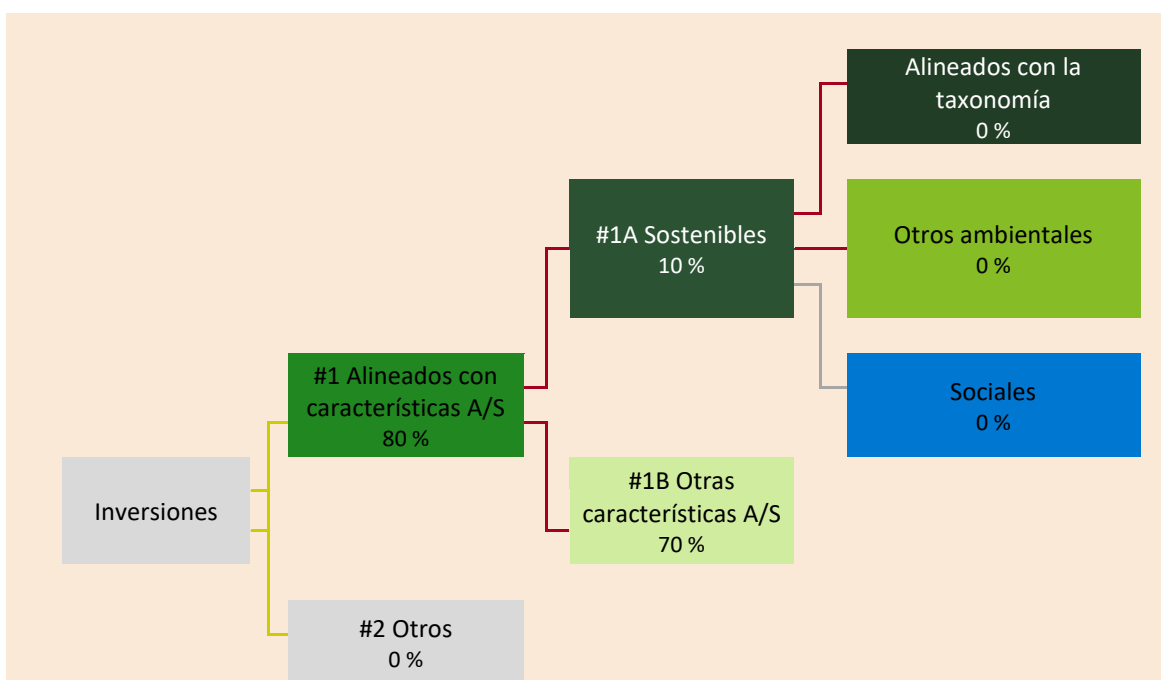 Alineados con la
taxonomía
0 %
#1A Sostenibles
10 %
Otros ambientales
0 %
#1 Alineados con
características A/S
80 %
Sociales
0 %
Inversiones
#1B Otras
características A/S
70 %
#2 Otros
0 %